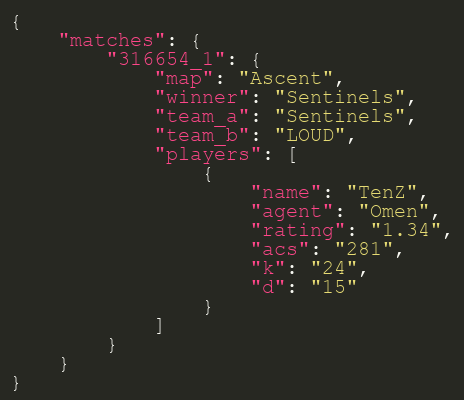 {
    "matches": {
        "316654_1": {
            "map": "Ascent",
            "winner": "Sentinels",
            "team_a": "Sentinels",
            "team_b": "LOUD",
            "players": [
                {
                    "name": "TenZ",
                    "agent": "Omen",
                    "rating": "1.34",
                    "acs": "281",
                    "k": "24",
                    "d": "15"
                }
            ]
        }
    }
}